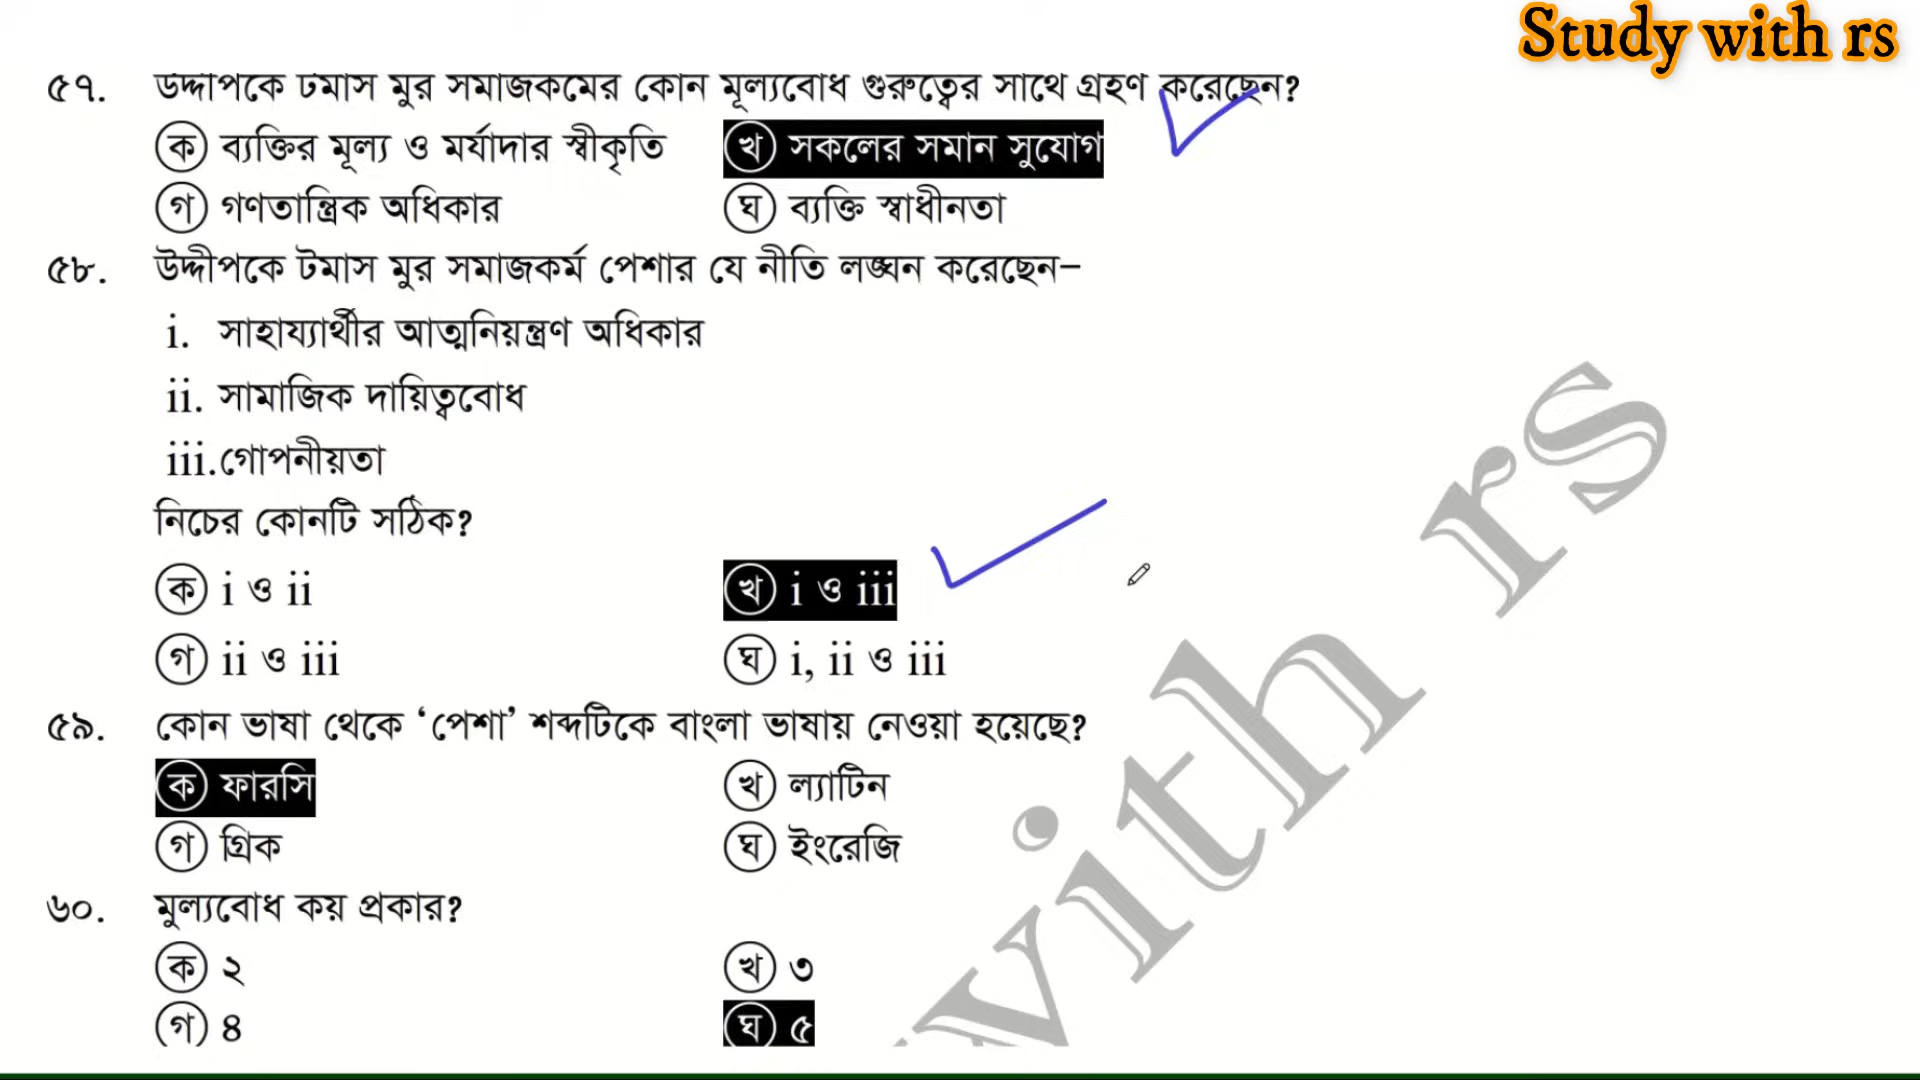 Study with rs
৫৭. উদ্দীপকে টমাস মুর সমাজকর্মের কোন মূল্যবোধ গুরুত্বের সাথে গ্রহণ করেছেন?
ক ব্যক্তির মূল্য ও মর্যাদার স্বীকৃতি খ সকলের সমান সুযোগ
গ গণতান্ত্রিক অধিকার ঘ ব্যক্তি স্বাধীনতা
৫৮. উদ্দীপকে টমাস মুর সমাজকর্ম পেশার যে নীতি লঙ্ঘন করেছেন–
i. সাহায্যার্থীর আত্মনিয়ন্ত্রণ অধিকার
ii. সামাজিক দায়িত্ববোধ
iii. গোপনীয়তা
নিচের কোনটি সঠিক?
ক i ও ii খ i ও iii
গ ii ও iii ঘ i, ii ও iii
৫৯. কোন ভাষা থেকে ‘পেশা’ শব্দটিকে বাংলা ভাষায় নেওয়া হয়েছে?
ক ফারসি খ ল্যাটিন
গ গ্রিক ঘ ইংরেজি
৬০. মুল্যবোধ কয় প্রকার?
ক ২ খ ৩
গ ৪ ঘ ৫
with rs